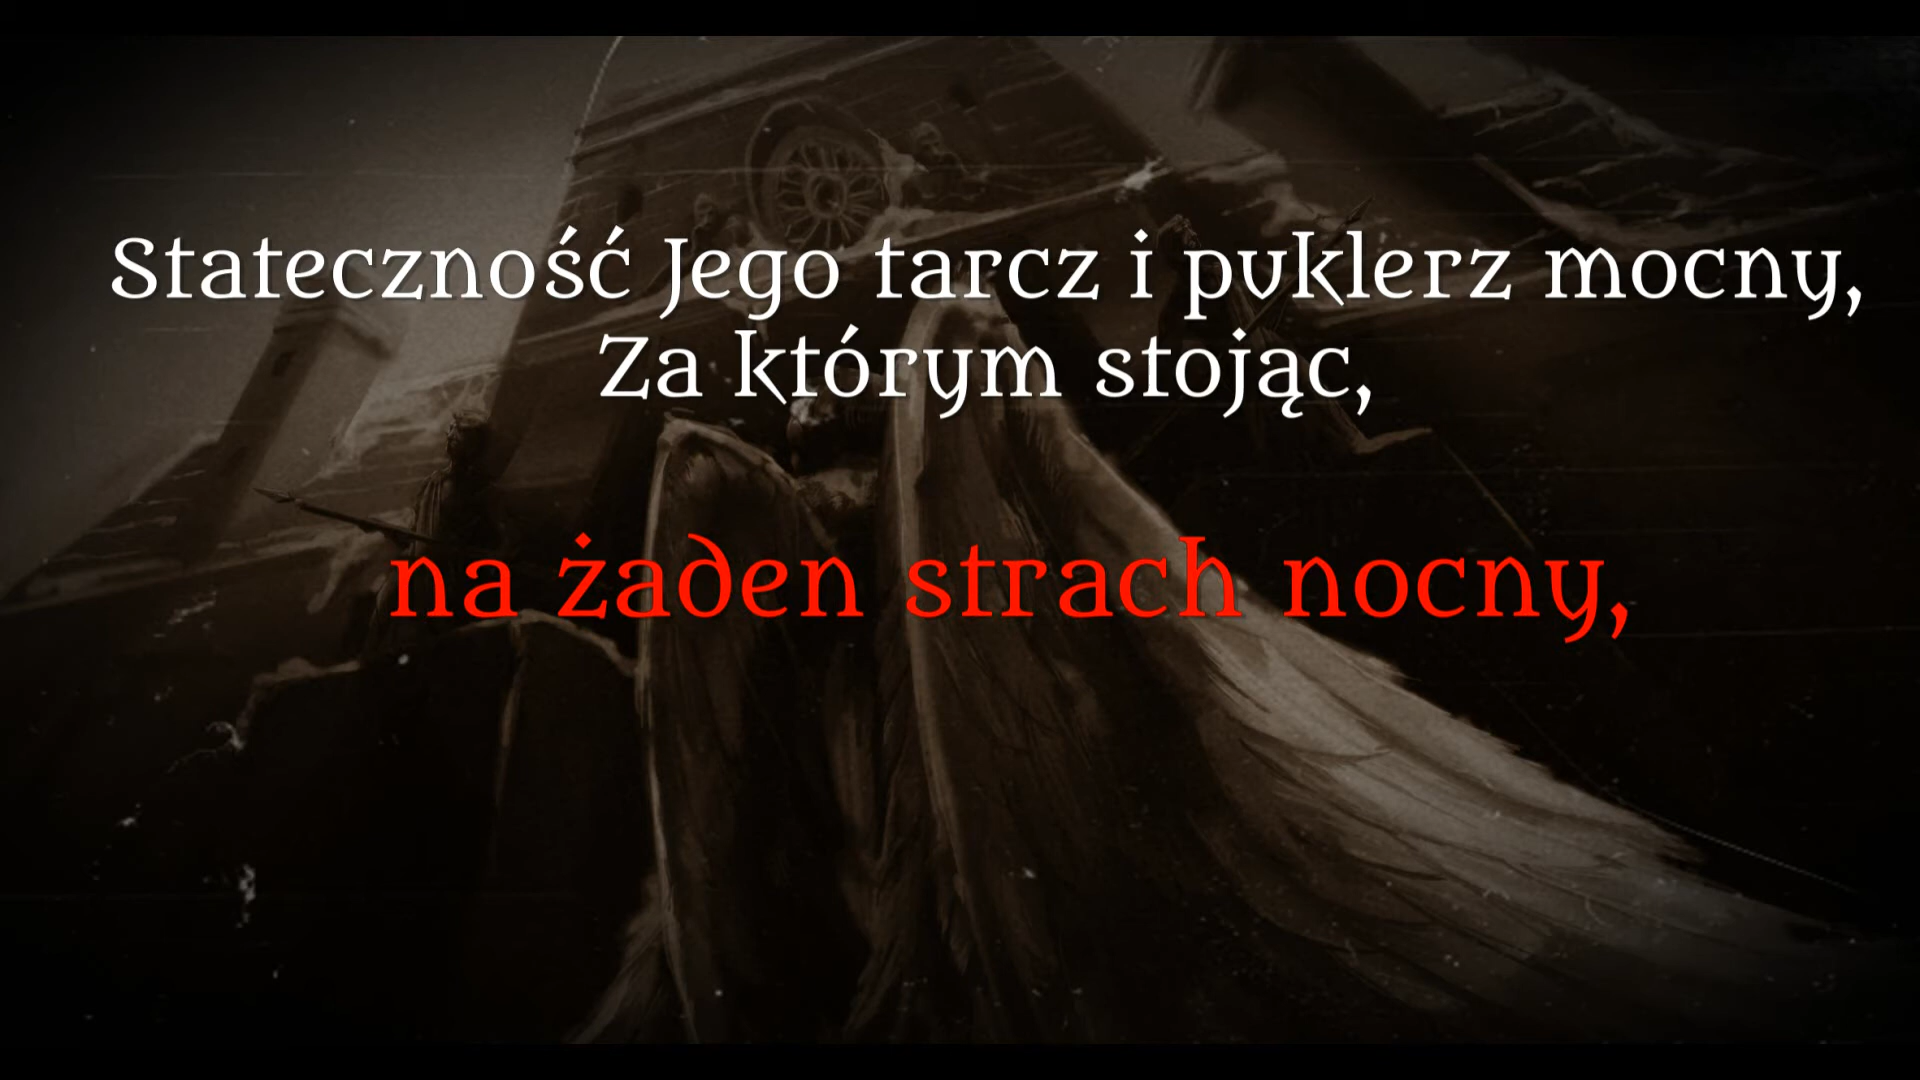 Stateczność Jego tarcz i puklerz mocny,
Za którym stojąc,
na żaden strach nocny,